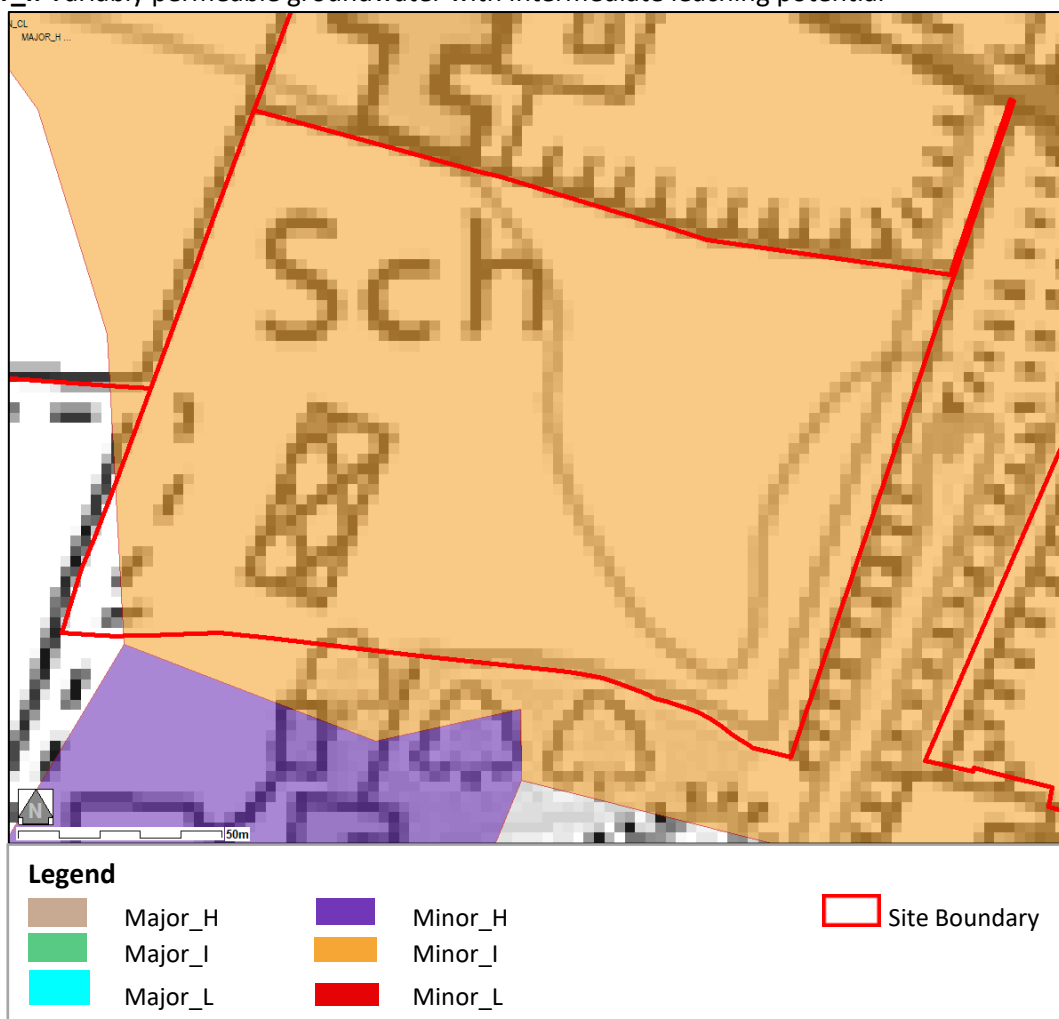 variably permeable groundwater with intermediate leaching potential
N_CL
MAJOR_H ...
Sch
N
50m
Legend
Major_H
Minor_H
Site Boundary
Major_I
Minor_I
Major_L
Minor_L